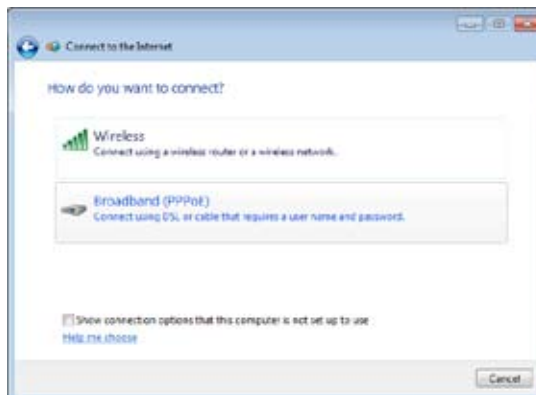 Connect to the Internet
How do you want to connect?
Wireless
Connect using a wireless router or a wireless network.
Broadband (PPPoE)
Connect using DSL or cable that requires a user name and password.
Show connection options that this computer is not set up to use
Help me choose
Cancel